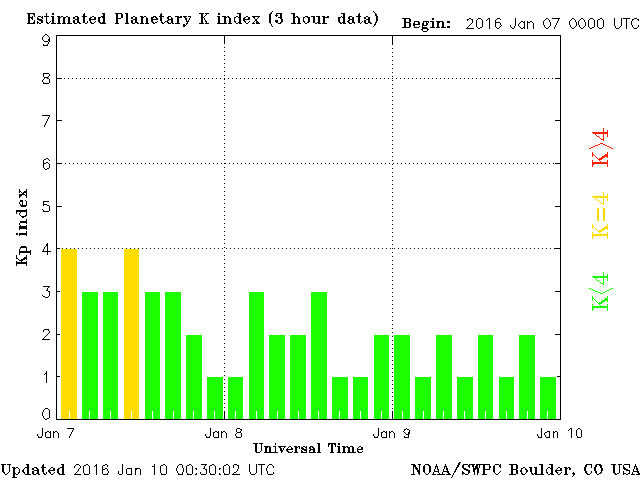 Estimated Planetary K index (3 hour data)
Begin: 2016 Jan 07 0000 UTC
9
8
7
6
5
4
3
2
1
0
Kp index
K>4
K=4
K<4
Jan 7
Jan 8
Jan 9
Jan 10
Universal Time
Updated 2016 Jan 10 00:30:02 UTC
NOAA/SWPC Boulder, CO USA